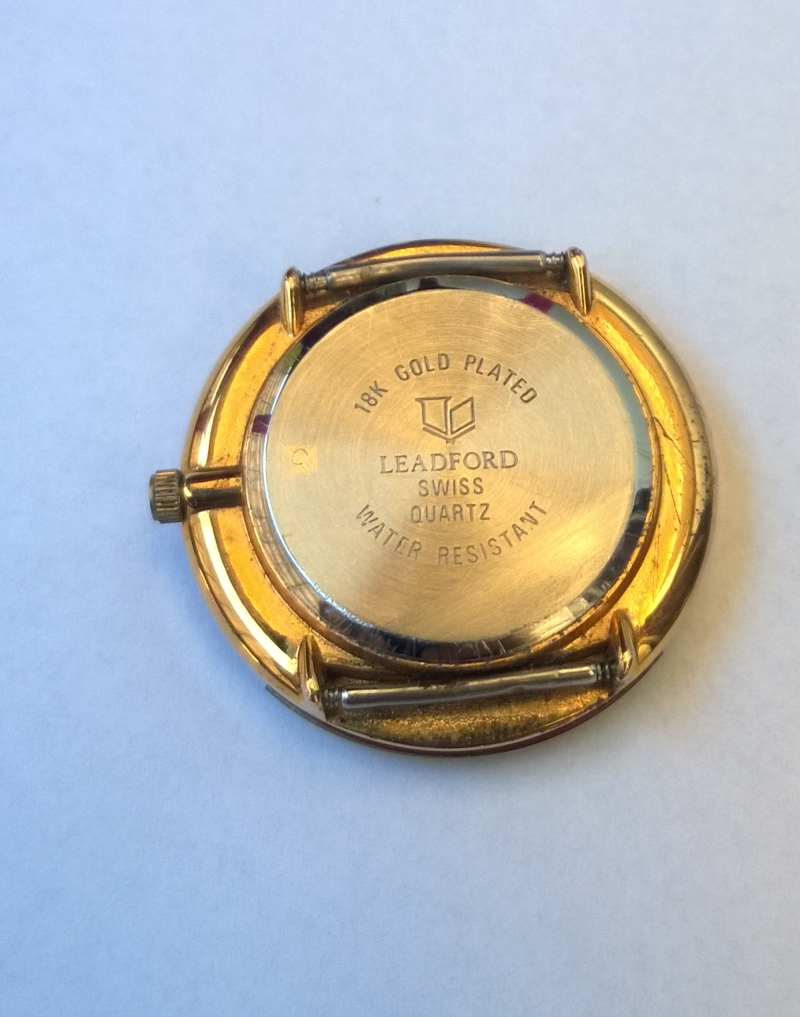 18K GOLD PLATED
LEADFORD
SWISS
QUARTZ
WATER RESISTANT